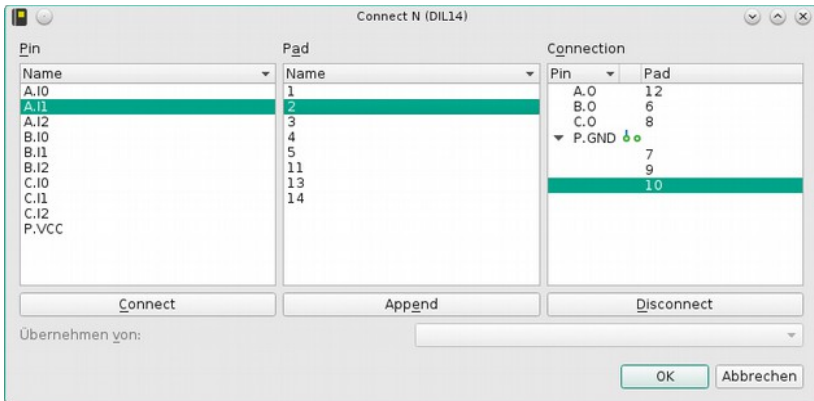 Connect N (DIL14)
Pin
Name
A.I0
A.I1
A.I2
B.I0
B.I1
B.I2
C.I0
C.I1
C.I2
P.VCC
Pad
Name
1
2
3
4
5
11
13
14
Connection
Pin Pad
A.O 12
B.O 6
C.O 8
P.GND
7
9
10
Connect
Append
Disconnect
Übernehmen von:
OK
Abbrechen